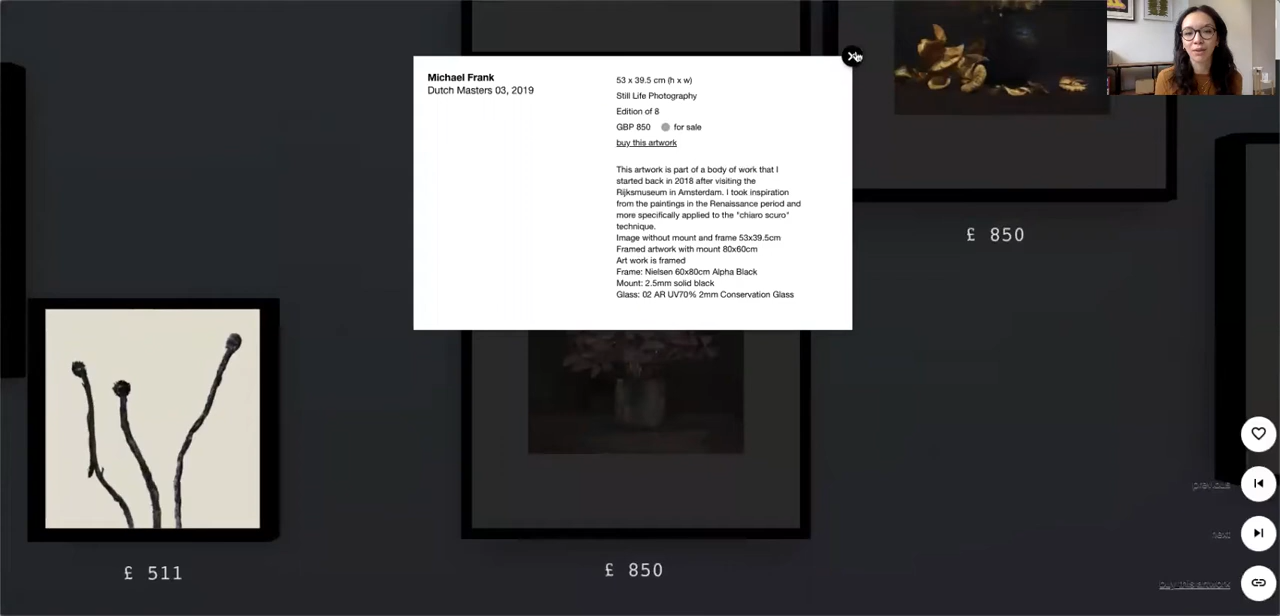 Michael Frank
Dutch Masters 03, 2019
53 x 39.5 cm (h x w)
Still Life Photography
Edition of 8
GBP 850 for sale
buy this artwork
This artwork is part of a body of work that I
started back in 2018 after visiting the
Rijksmuseum in Amsterdam. I took inspiration
from the paintings in the Renaissance period and
more specifically applied to the "chiaro scuro"
technique.
Image without mount and frame 53x39.5cm
Framed artwork with mount 80x60cm
Art work is framed
Frame: Nielsen 60x80cm Alpha Black
Mount: 2.5mm solid black
Glass: 02 AR UV70% 2mm Conservation Glass
£ 850
£ 511
£ 850
previous
next
buy this artwork